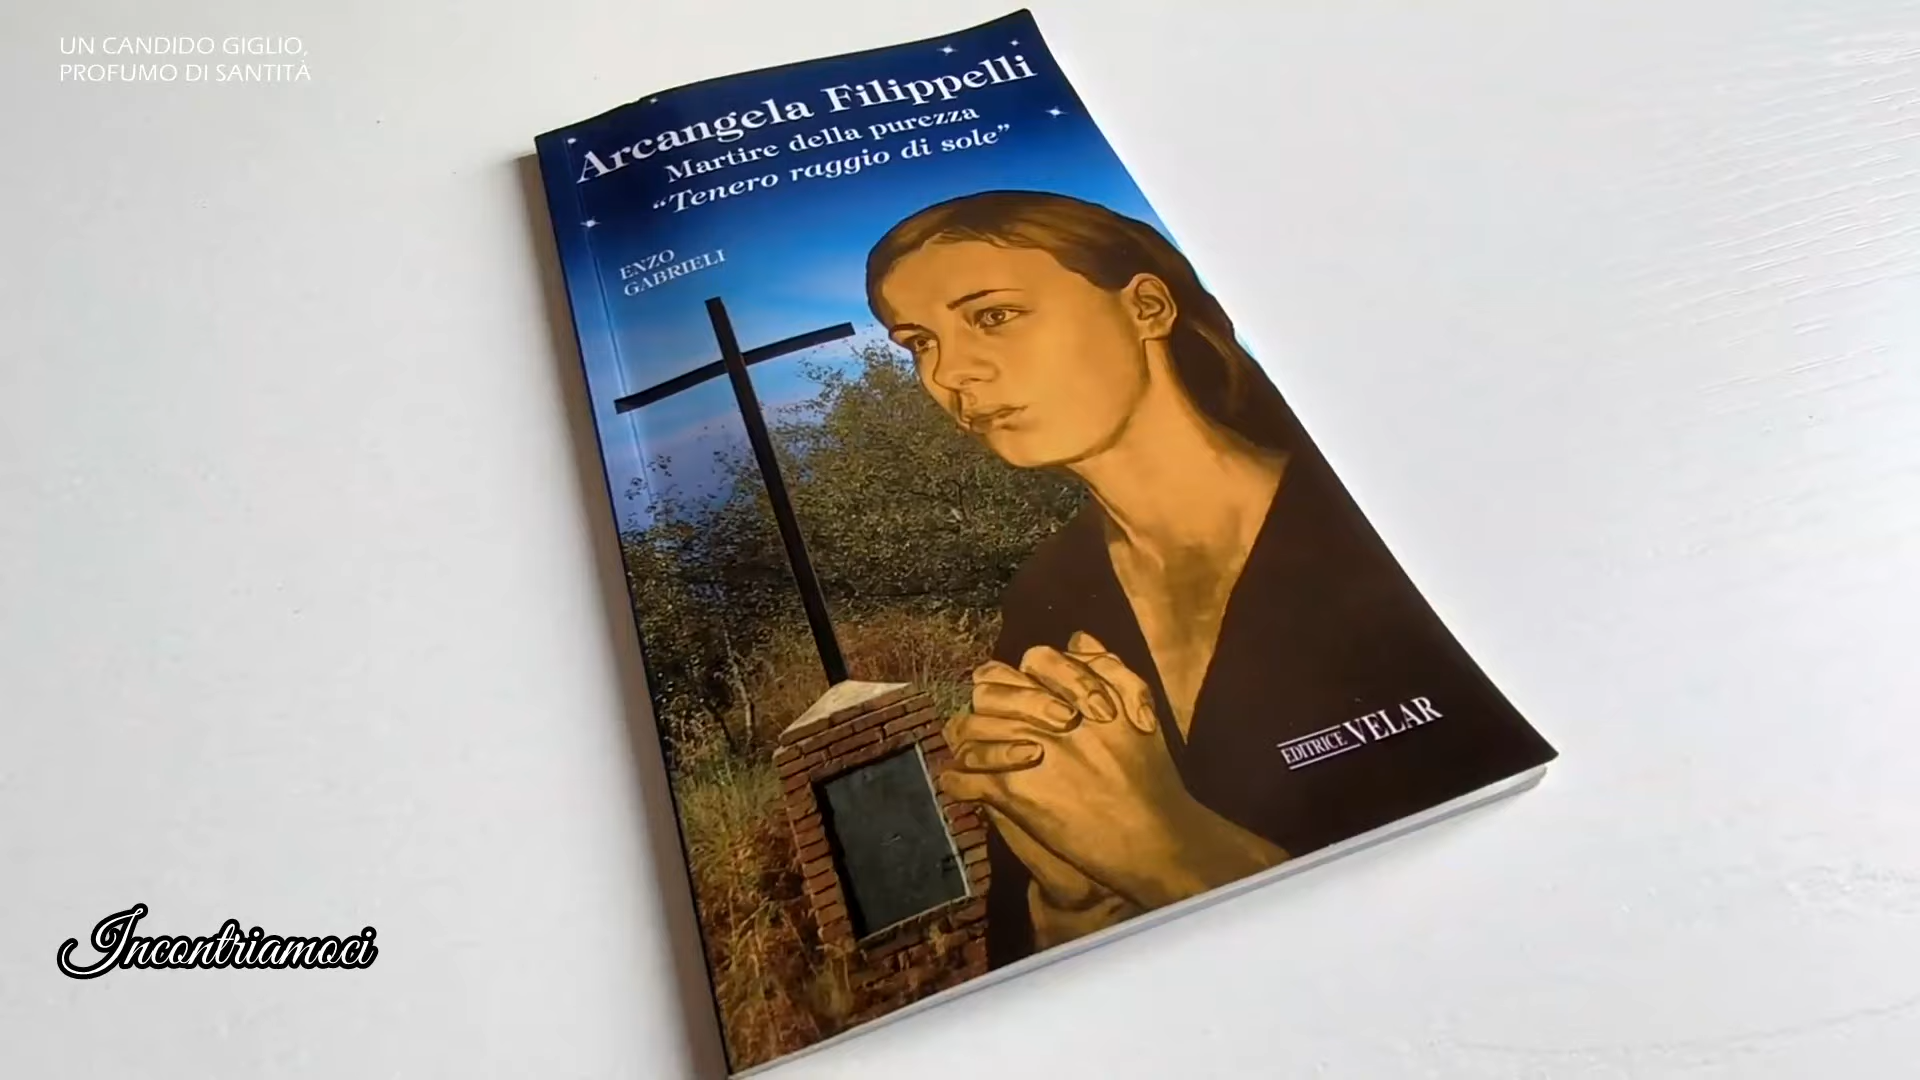 UN CANDIDO GIGLIO,
PROFUMO DI SANTITÀ
Arcangela Filippelli
Martire della purezza
“Tenero raggio di sole”
ENZO
GABRIELI
EDITRICE VELAR
Incontriamoci